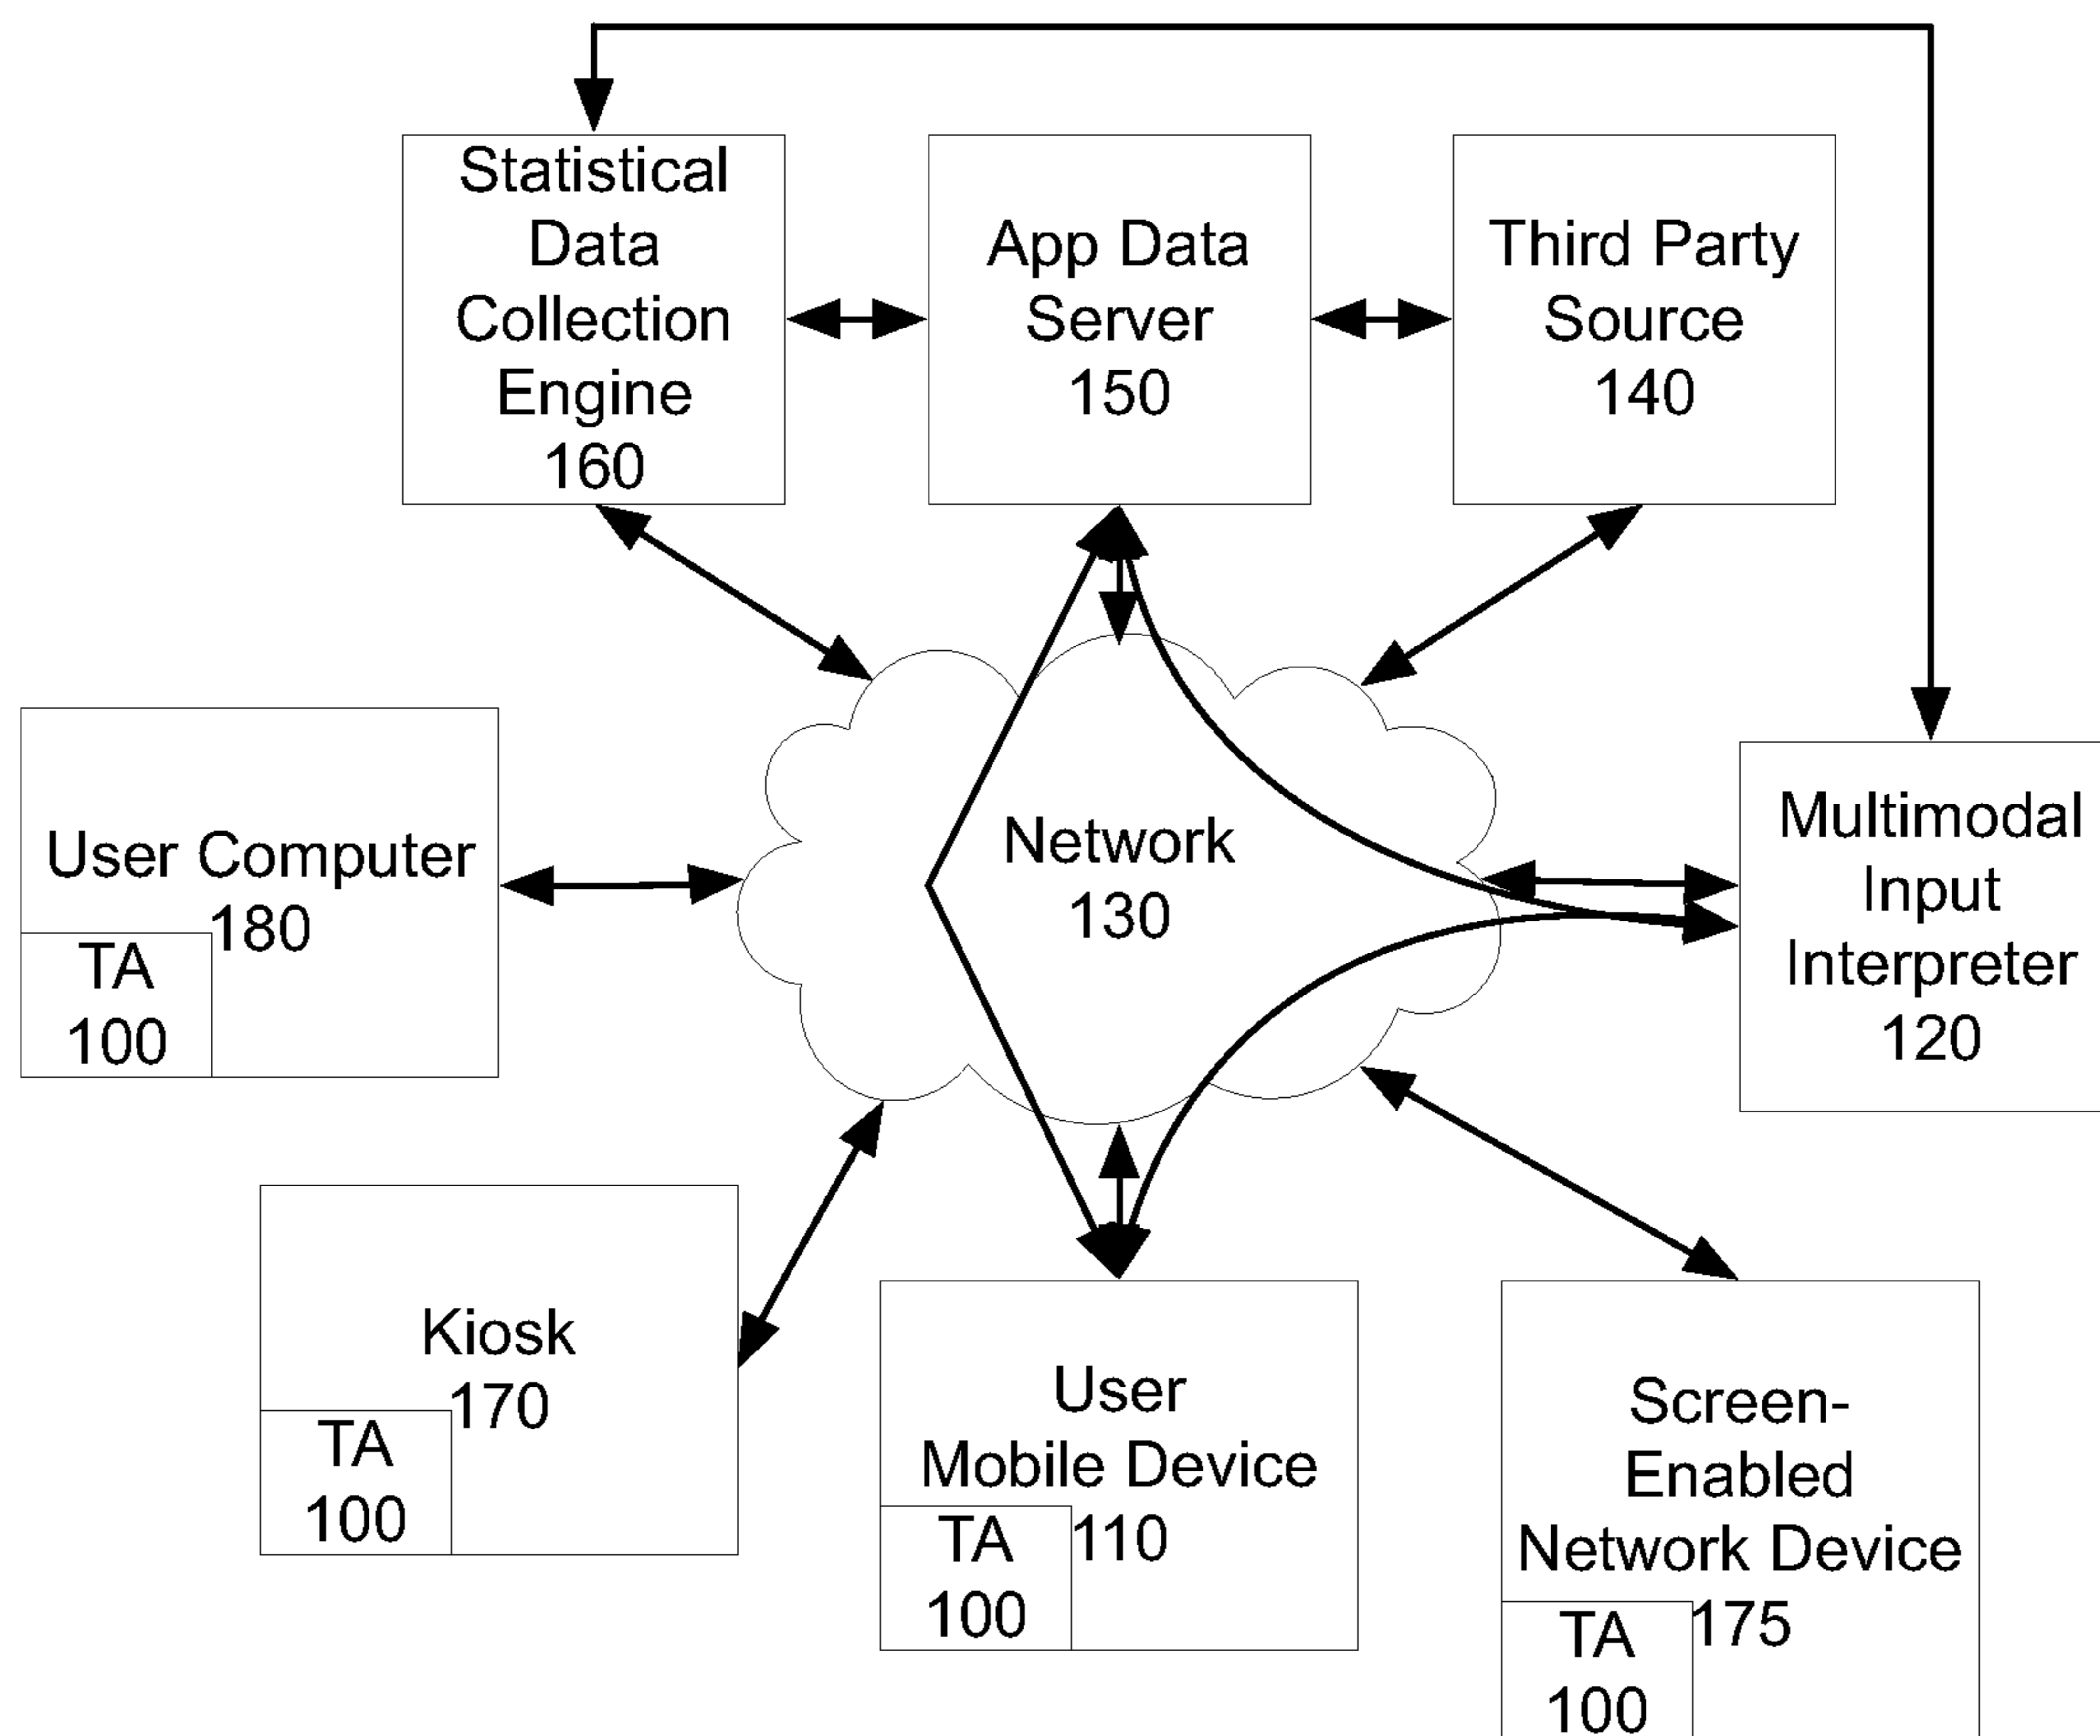 Statistical
Data
Collection
Engine
160
App Data
Server
150
Third Party
Source
140
Network
130
User Computer
180
TA
100
Multimodal
Input
Interpreter
120
Kiosk
170
TA
100
User
Mobile Device
110
TA
100
Screen-
Enabled
Network Device
175
TA
100